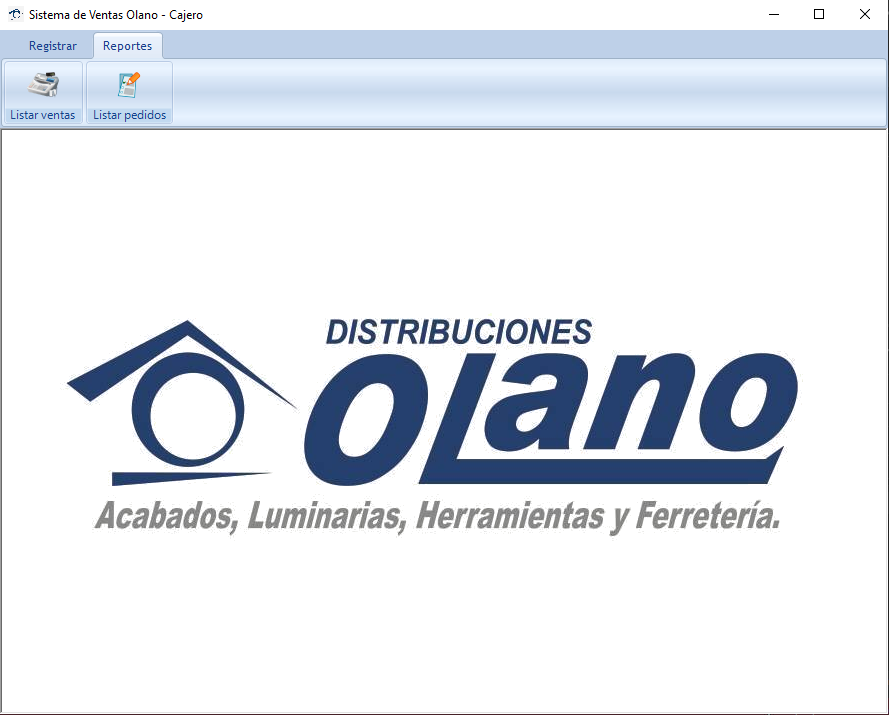 Sistema de Ventas Olano - Cajero
Registrar Reportes
Listar ventas Listar pedidos
DISTRIBUCIONES
OLano
Acabados, Luminarias, Herramientas y Ferretería.